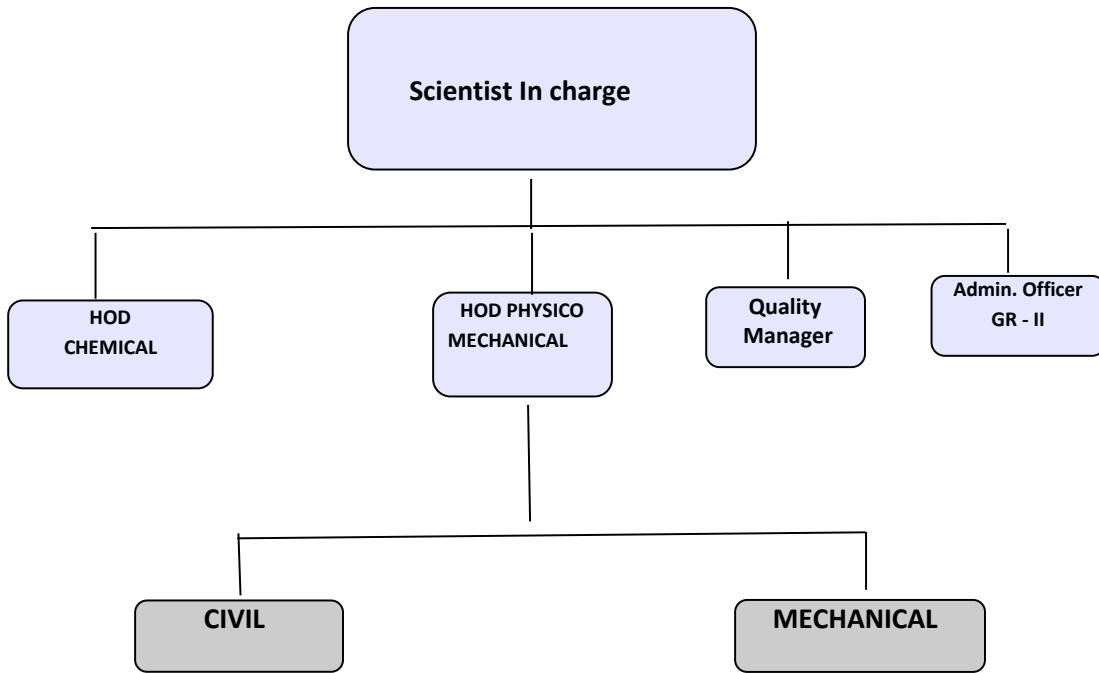 Scientist In charge
HOD
CHEMICAL
HOD PHYSICO
MECHANICAL
Quality
Manager
Admin. Officer
GR - II
CIVIL
MECHANICAL